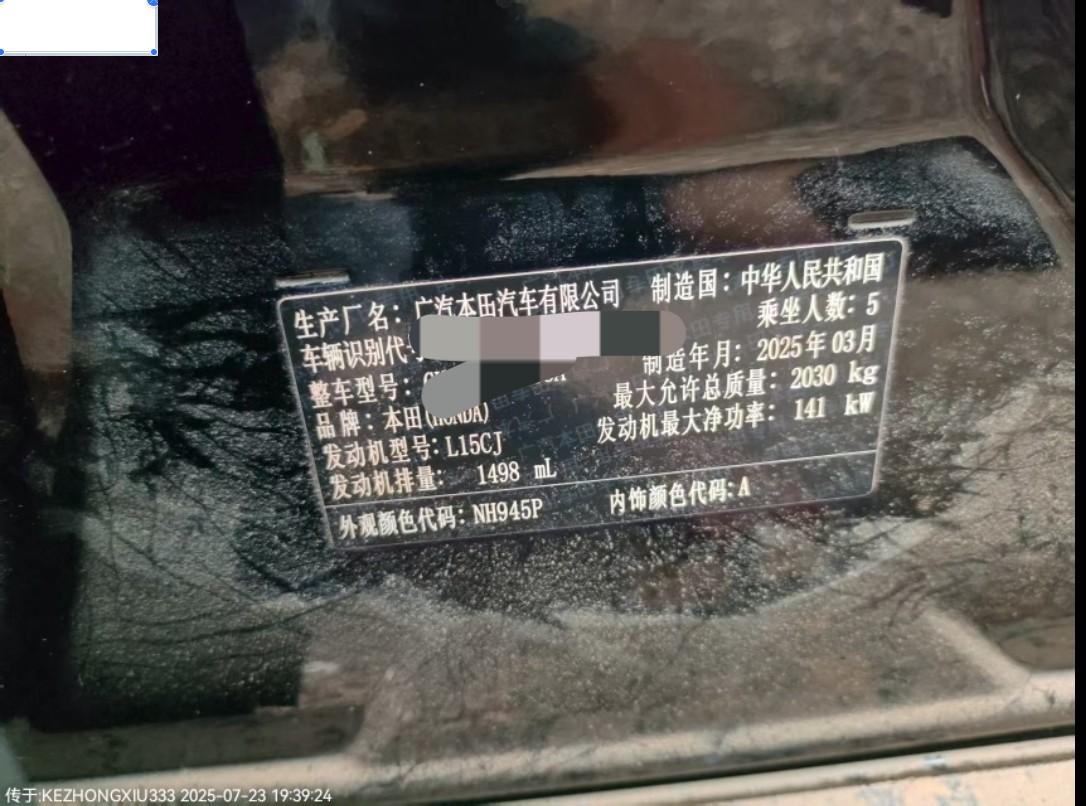 生产厂名：广汽本田汽车有限公司 制造国：中华人民共和国
车辆识别代 乘坐人数：5
整车型号： 制造年月：2025年03月
品牌：本田(HONDA) 最大允许总质量：2030 kg
发动机型号：L15CJ 发动机最大净功率：141 kW
发动机排量： 1498 mL
外观颜色代码：NH945P 内饰颜色代码：A
传于:KEZHONGXIU333 2025-07-23 19:39:24